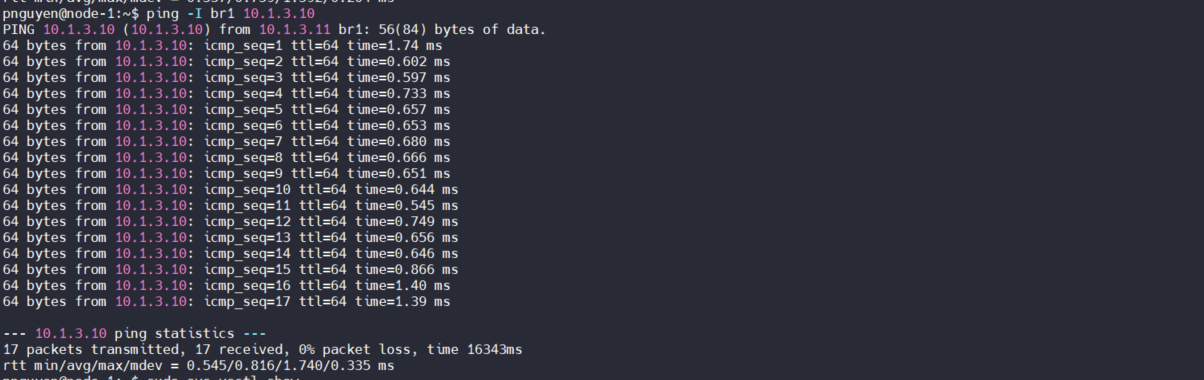 rtt min/avg/max/mdev = 0.537/0.739/1.392/0.204 ms
pnguyen@node-1:~$ ping -I br1 10.1.3.10
PING 10.1.3.10 (10.1.3.10) from 10.1.3.11 br1: 56(84) bytes of data.
64 bytes from 10.1.3.10: icmp_seq=1 ttl=64 time=1.74 ms
64 bytes from 10.1.3.10: icmp_seq=2 ttl=64 time=0.602 ms
64 bytes from 10.1.3.10: icmp_seq=3 ttl=64 time=0.597 ms
64 bytes from 10.1.3.10: icmp_seq=4 ttl=64 time=0.733 ms
64 bytes from 10.1.3.10: icmp_seq=5 ttl=64 time=0.657 ms
64 bytes from 10.1.3.10: icmp_seq=6 ttl=64 time=0.653 ms
64 bytes from 10.1.3.10: icmp_seq=7 ttl=64 time=0.680 ms
64 bytes from 10.1.3.10: icmp_seq=8 ttl=64 time=0.666 ms
64 bytes from 10.1.3.10: icmp_seq=9 ttl=64 time=0.651 ms
64 bytes from 10.1.3.10: icmp_seq=10 ttl=64 time=0.644 ms
64 bytes from 10.1.3.10: icmp_seq=11 ttl=64 time=0.545 ms
64 bytes from 10.1.3.10: icmp_seq=12 ttl=64 time=0.749 ms
64 bytes from 10.1.3.10: icmp_seq=13 ttl=64 time=0.656 ms
64 bytes from 10.1.3.10: icmp_seq=14 ttl=64 time=0.646 ms
64 bytes from 10.1.3.10: icmp_seq=15 ttl=64 time=0.866 ms
64 bytes from 10.1.3.10: icmp_seq=16 ttl=64 time=1.40 ms
64 bytes from 10.1.3.10: icmp_seq=17 ttl=64 time=1.39 ms
--- 10.1.3.10 ping statistics ---
17 packets transmitted, 17 received, 0% packet loss, time 16343ms
rtt min/avg/max/mdev = 0.545/0.816/1.740/0.335 ms
pnguyen@node-1:~$ sudo ovs-vsctl show